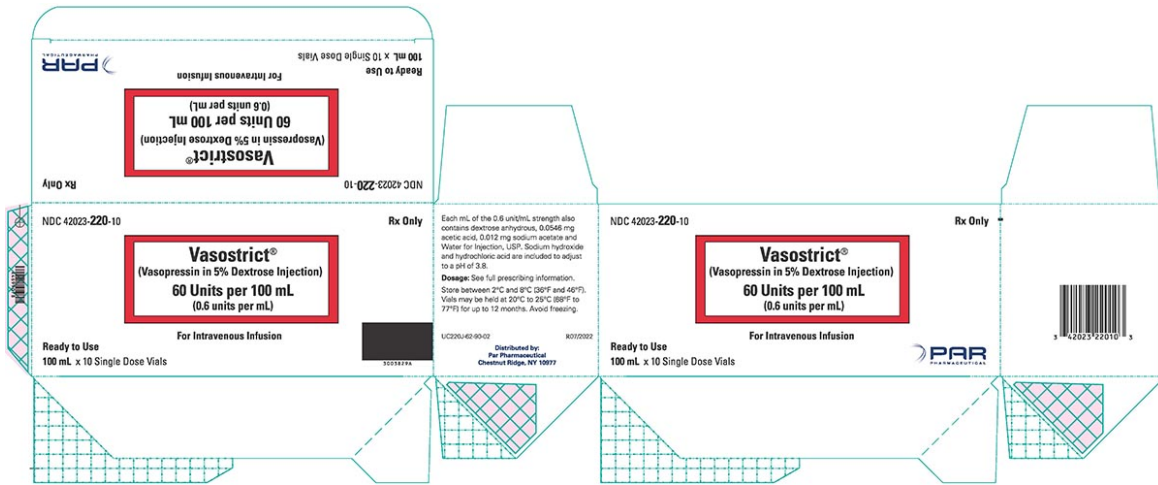 100 mL x 10 Single Dose Vials
Ready to Use
PAR
PHARMACEUTICAL
For Intravenous Infusion
Vasostrict®
(Vasopressin in 5% Dextrose Injection)
60 Units per 100 mL
(0.6 units per mL)
NDC 42023-220-10
Rx Only
NDC 42023-220-10
Rx Only
Vasostrict®
(Vasopressin in 5% Dextrose Injection)
60 Units per 100 mL
(0.6 units per mL)
For Intravenous Infusion
Ready to Use
100 mL x 10 Single Dose Vials
3003829A
Each mL of the 0.6 unit/mL strength also
contains dextrose anhydrous, 0.0546 mg
acetic acid, 0.012 mg sodium acetate and
Water for Injection, USP. Sodium hydroxide
and hydrochloric acid are included to adjust
to a pH of 3.8.
Dosage: See full prescribing information.
Store between 2°C and 8°C (36°F and 46°F).
Vials may be held at 20°C to 25°C (68°F to
77°F) for up to 12 months. Avoid freezing.
R07/2022
Distributed by:
Par Pharmaceutical
Chestnut Ridge, NY 10977
NDC 42023-220-10
Rx Only
Vasostrict®
(Vasopressin in 5% Dextrose Injection)
60 Units per 100 mL
(0.6 units per mL)
For Intravenous Infusion
Ready to Use
100 mL x 10 Single Dose Vials
PAR
PHARMACEUTICAL
3 42023 22010 3